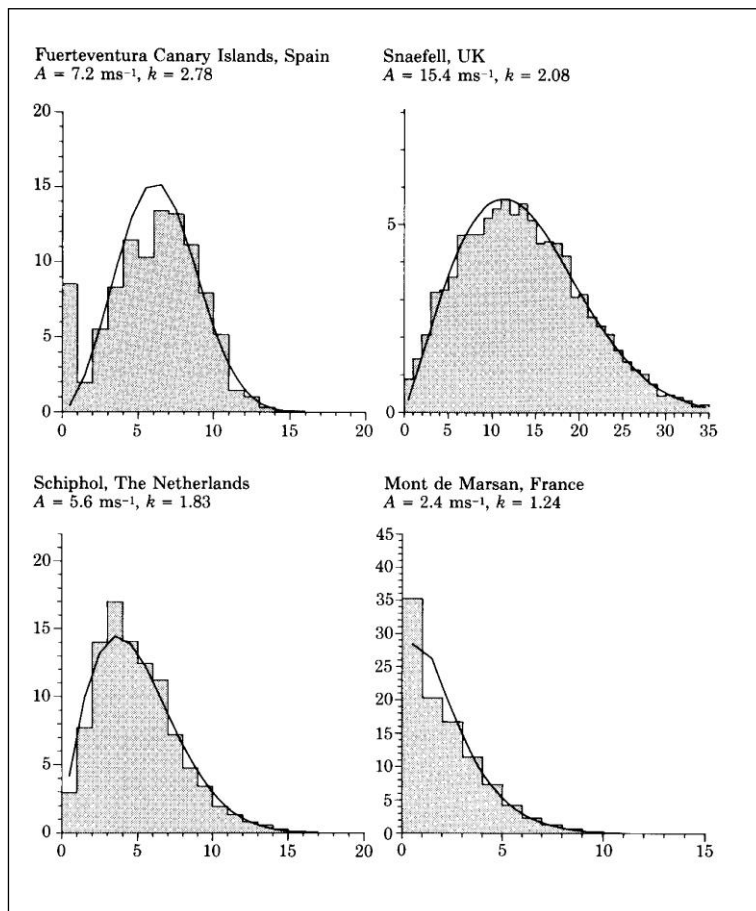 Fuerteventura Canary Islands, Spain
A = 7.2 ms⁻¹, k = 2.78
20
15
10
5
0
0 5 10 15 20
Snaefell, UK
A = 15.4 ms⁻¹, k = 2.08
5
0
0 5 10 15 20 25 30 35
Schiphol, The Netherlands
A = 5.6 ms⁻¹, k = 1.83
20
15
10
5
0
0 5 10 15 20
Mont de Marsan, France
A = 2.4 ms⁻¹, k = 1.24
45
40
35
30
25
20
15
10
5
0
0 5 10 15